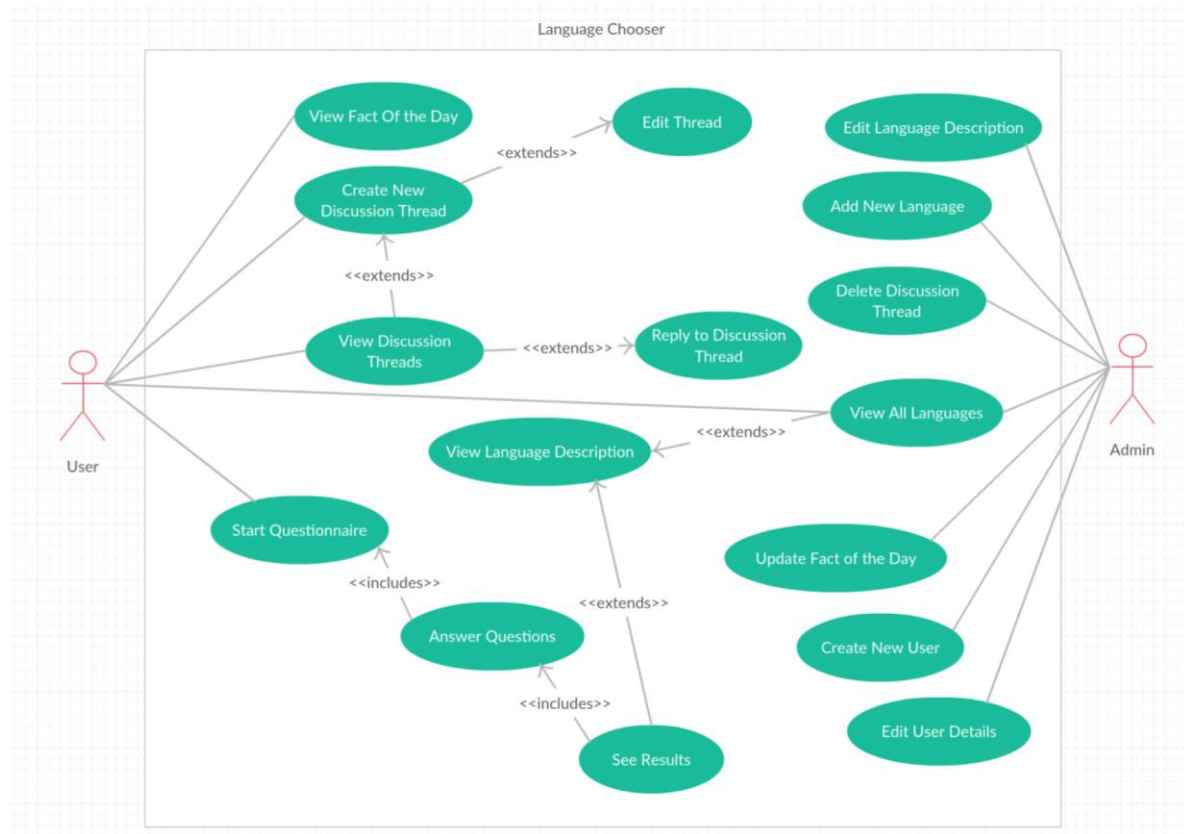 Language Chooser
View Fact Of the Day
Edit Thread
Edit Language Description
<extends>>
Create New
Discussion Thread
Add New Language
<<extends>>
Delete Discussion
Thread
View Discussion
Threads
<<extends>>
Reply to Discussion
Thread
View All Languages
<<extends>>
View Language Description
User
Admin
Start Questionnaire
Update Fact of the Day
<<includes>>
<<extends>>
Answer Questions
Create New User
<<includes>>
Edit User Details
See Results